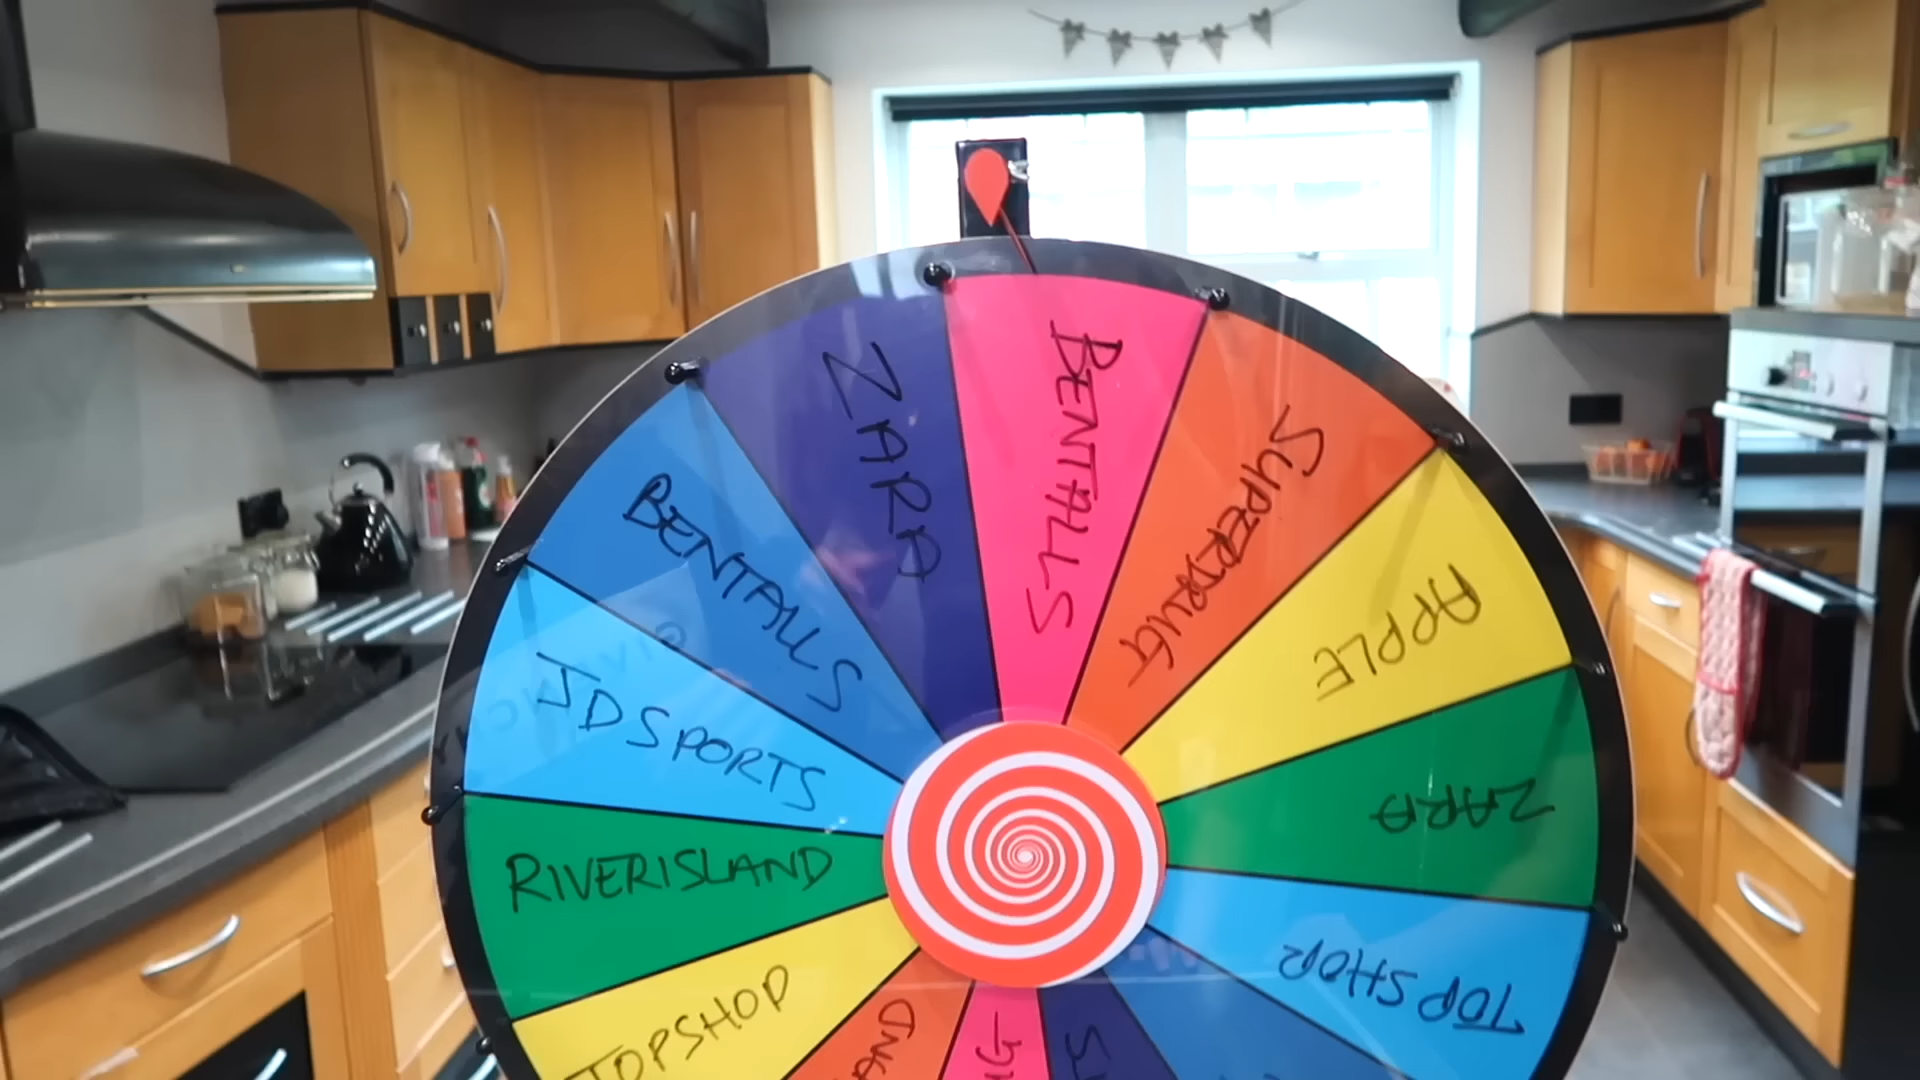 ZARA
BENTALLS
SUPERDRUG
BENTALLS
APPLE
JD SPORTS
ZARA
RIVERISLAND
TOP SHOP
TOPSHOP